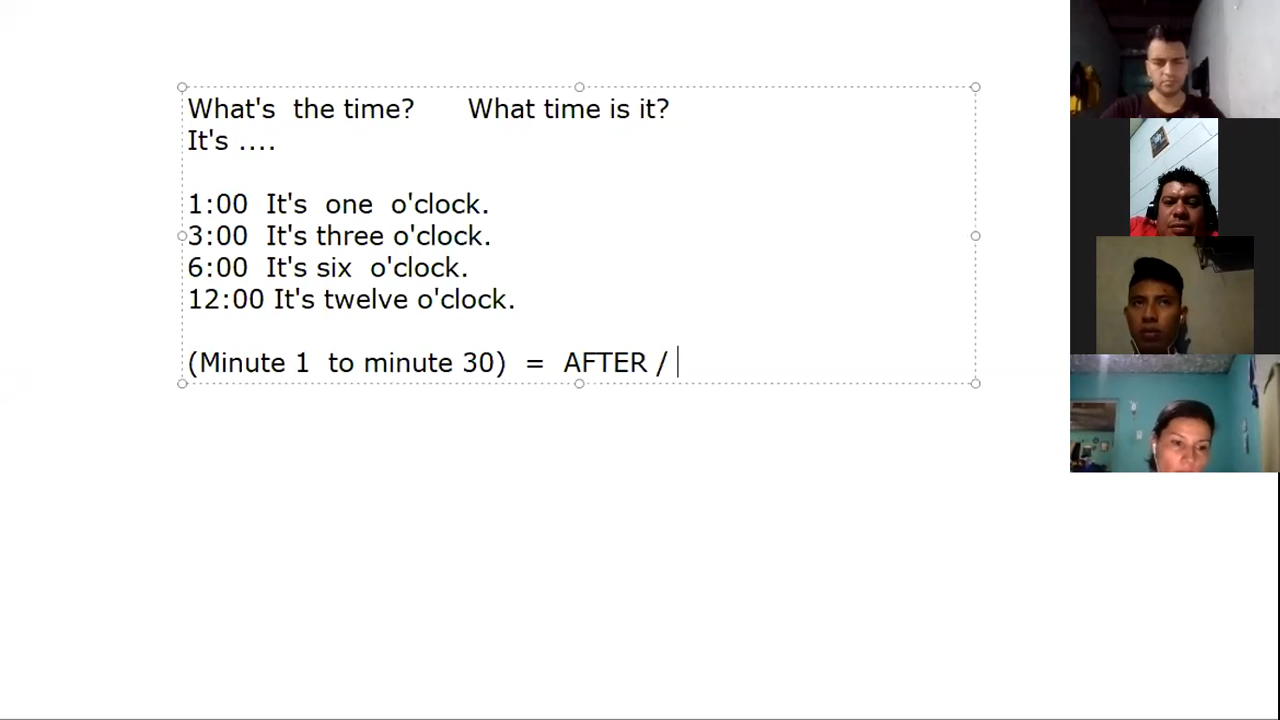 What's the time? What time is it?
It's ....
1:00 It's one o'clock.
3:00 It's three o'clock.
6:00 It's six o'clock.
12:00 It's twelve o'clock.
(Minute 1 to minute 30) = AFTER /